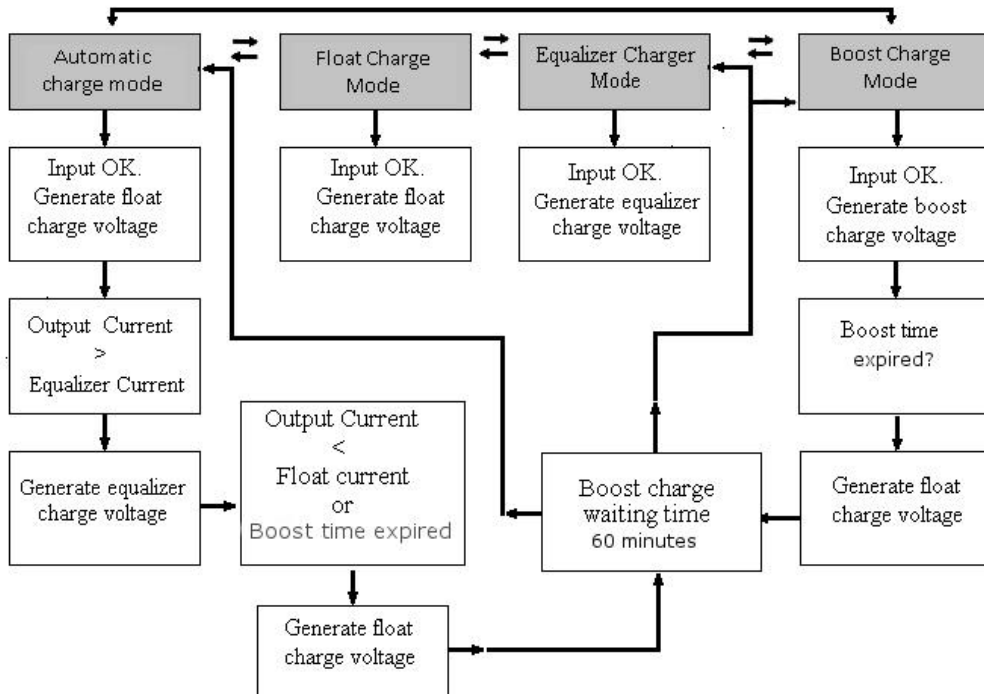 Automatic
charge mode
Float Charge
Mode
Equalizer Charger
Mode
Boost Charge
Mode
Input OK.
Generate float
charge voltage
Input OK.
Generate float
charge voltage
Input OK.
Generate equalizer
charge voltage
Input OK.
Generate boost
charge voltage
Output Current
>
Equalizer Current
Boost time
expired?
Generate equalizer
charge voltage
Output Current
<
Float current
or
Boost time expired
Boost charge
waiting time
60 minutes
Generate float
charge voltage
Generate float
charge voltage